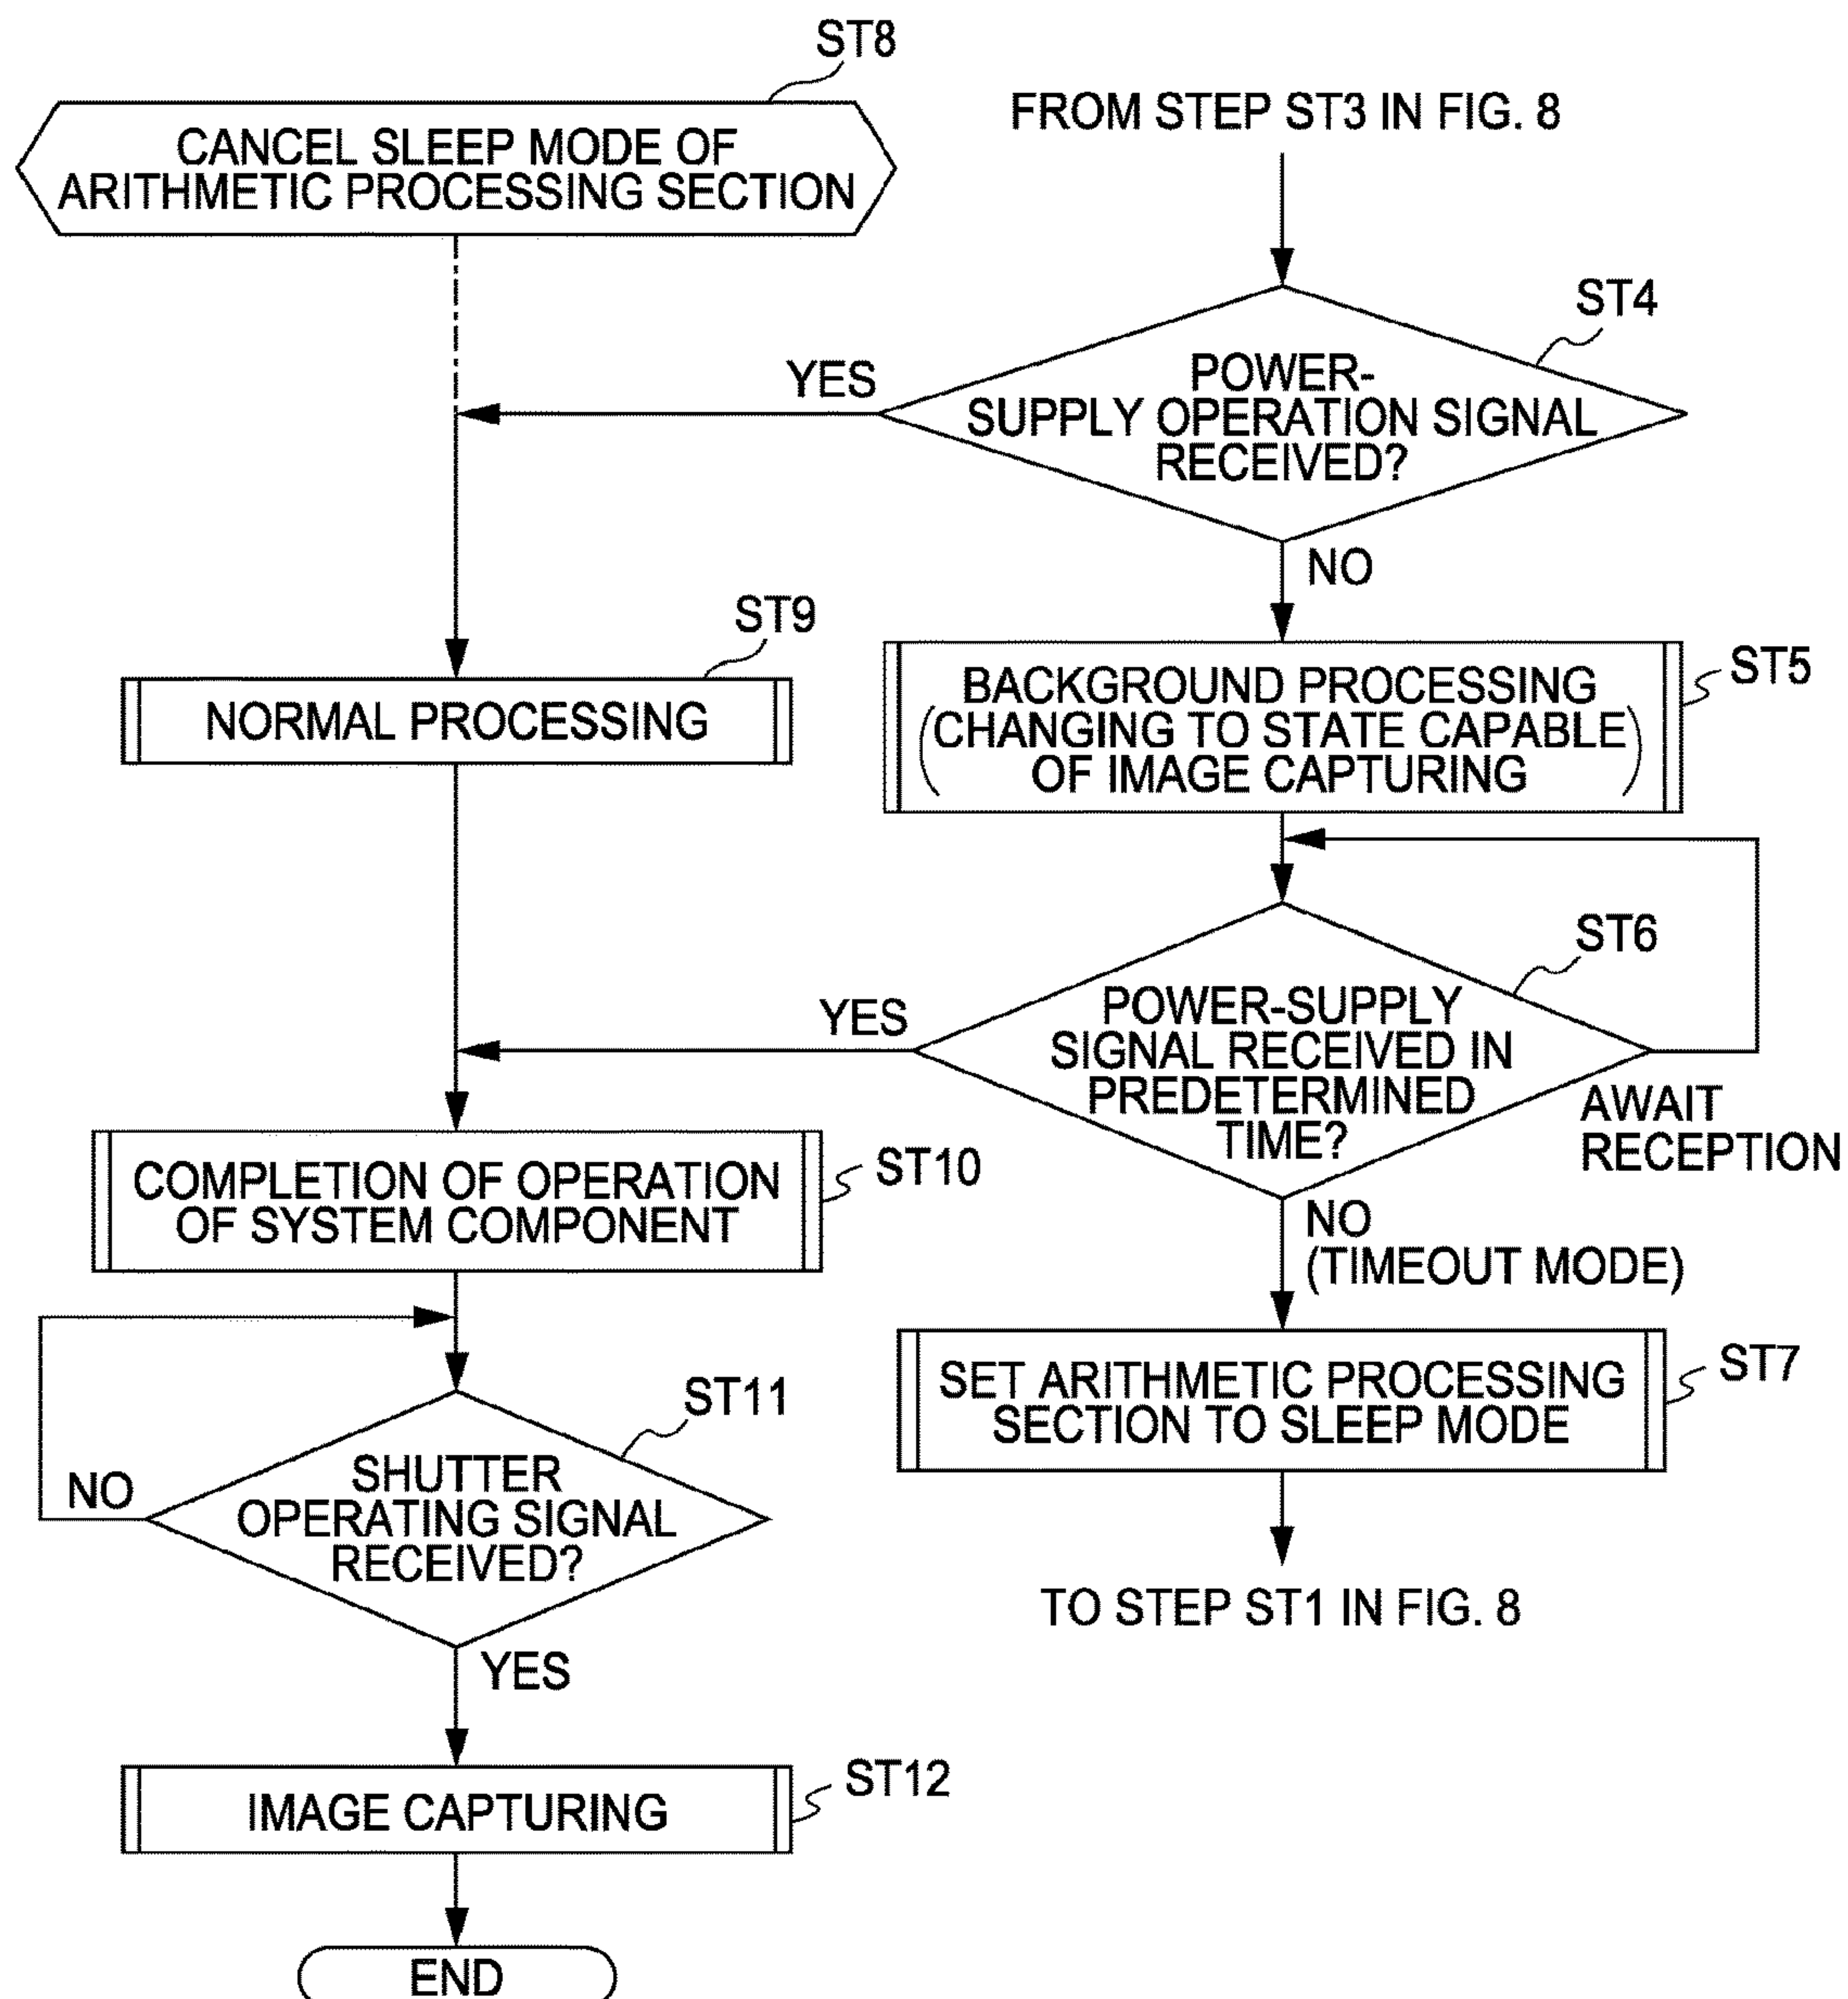 ST8
CANCEL SLEEP MODE OF
ARITHMETIC PROCESSING SECTION
FROM STEP ST3 IN FIG. 8
ST4
POWER-
SUPPLY OPERATION SIGNAL
RECEIVED?
YES
NO
ST9
NORMAL PROCESSING
ST5
BACKGROUND PROCESSING
(CHANGING TO STATE CAPABLE
OF IMAGE CAPTURING)
ST6
POWER-SUPPLY
SIGNAL RECEIVED IN
PREDETERMINED
TIME?
YES
AWAIT
RECEPTION
NO
(TIMEOUT MODE)
ST10
COMPLETION OF OPERATION
OF SYSTEM COMPONENT
ST7
SET ARITHMETIC PROCESSING
SECTION TO SLEEP MODE
TO STEP ST1 IN FIG. 8
ST11
SHUTTER
OPERATING SIGNAL
RECEIVED?
NO
YES
ST12
IMAGE CAPTURING
END